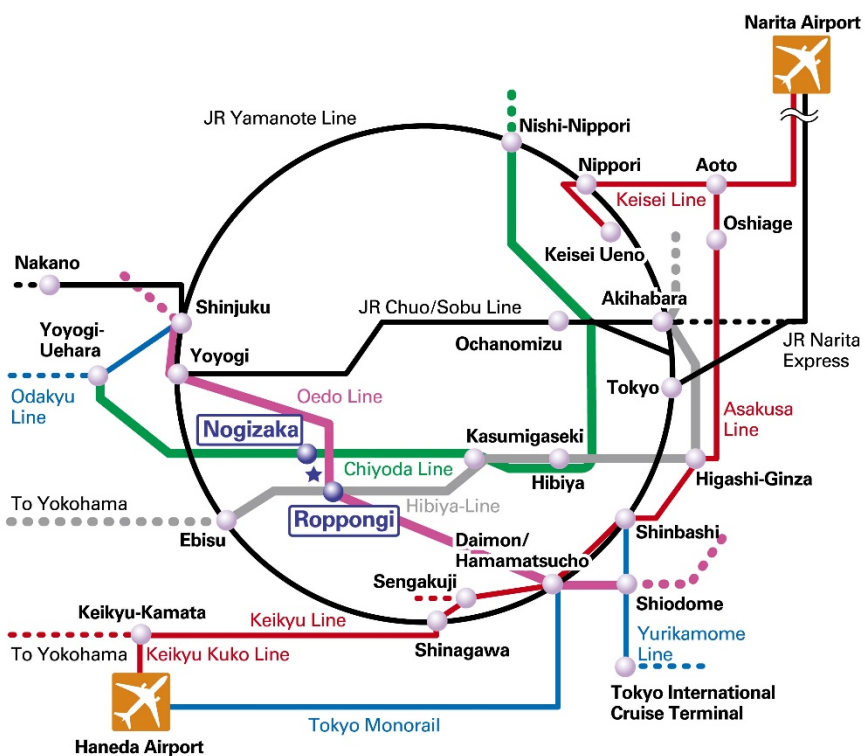 Narita Airport
JR Yamanote Line
Nishi-Nippori
Nippori
Aoto
Keisei Line
Oshiage
Keisei Ueno
Nakano
Shinjuku
Akihabara
JR Chuo/Sobu Line
Yoyogi-
Uehara
Ochanomizu
JR Narita
Express
Yoyogi
Tokyo
Odakyu
Line
Oedo Line
Asakusa
Line
Nogizaka
Kasumigaseki
Chiyoda Line
Hibiya
Higashi-Ginza
To Yokohama
Hibiya-Line
Roppongi
Ebisu
Shinbashi
Daimon/
Hamamatsucho
Sengakuji
Shiodome
Keikyu-Kamata
Keikyu Line
Yurikamome
Line
To Yokohama
Keikyu Kuko Line
Shinagawa
Tokyo International
Cruise Terminal
Tokyo Monorail
Haneda Airport